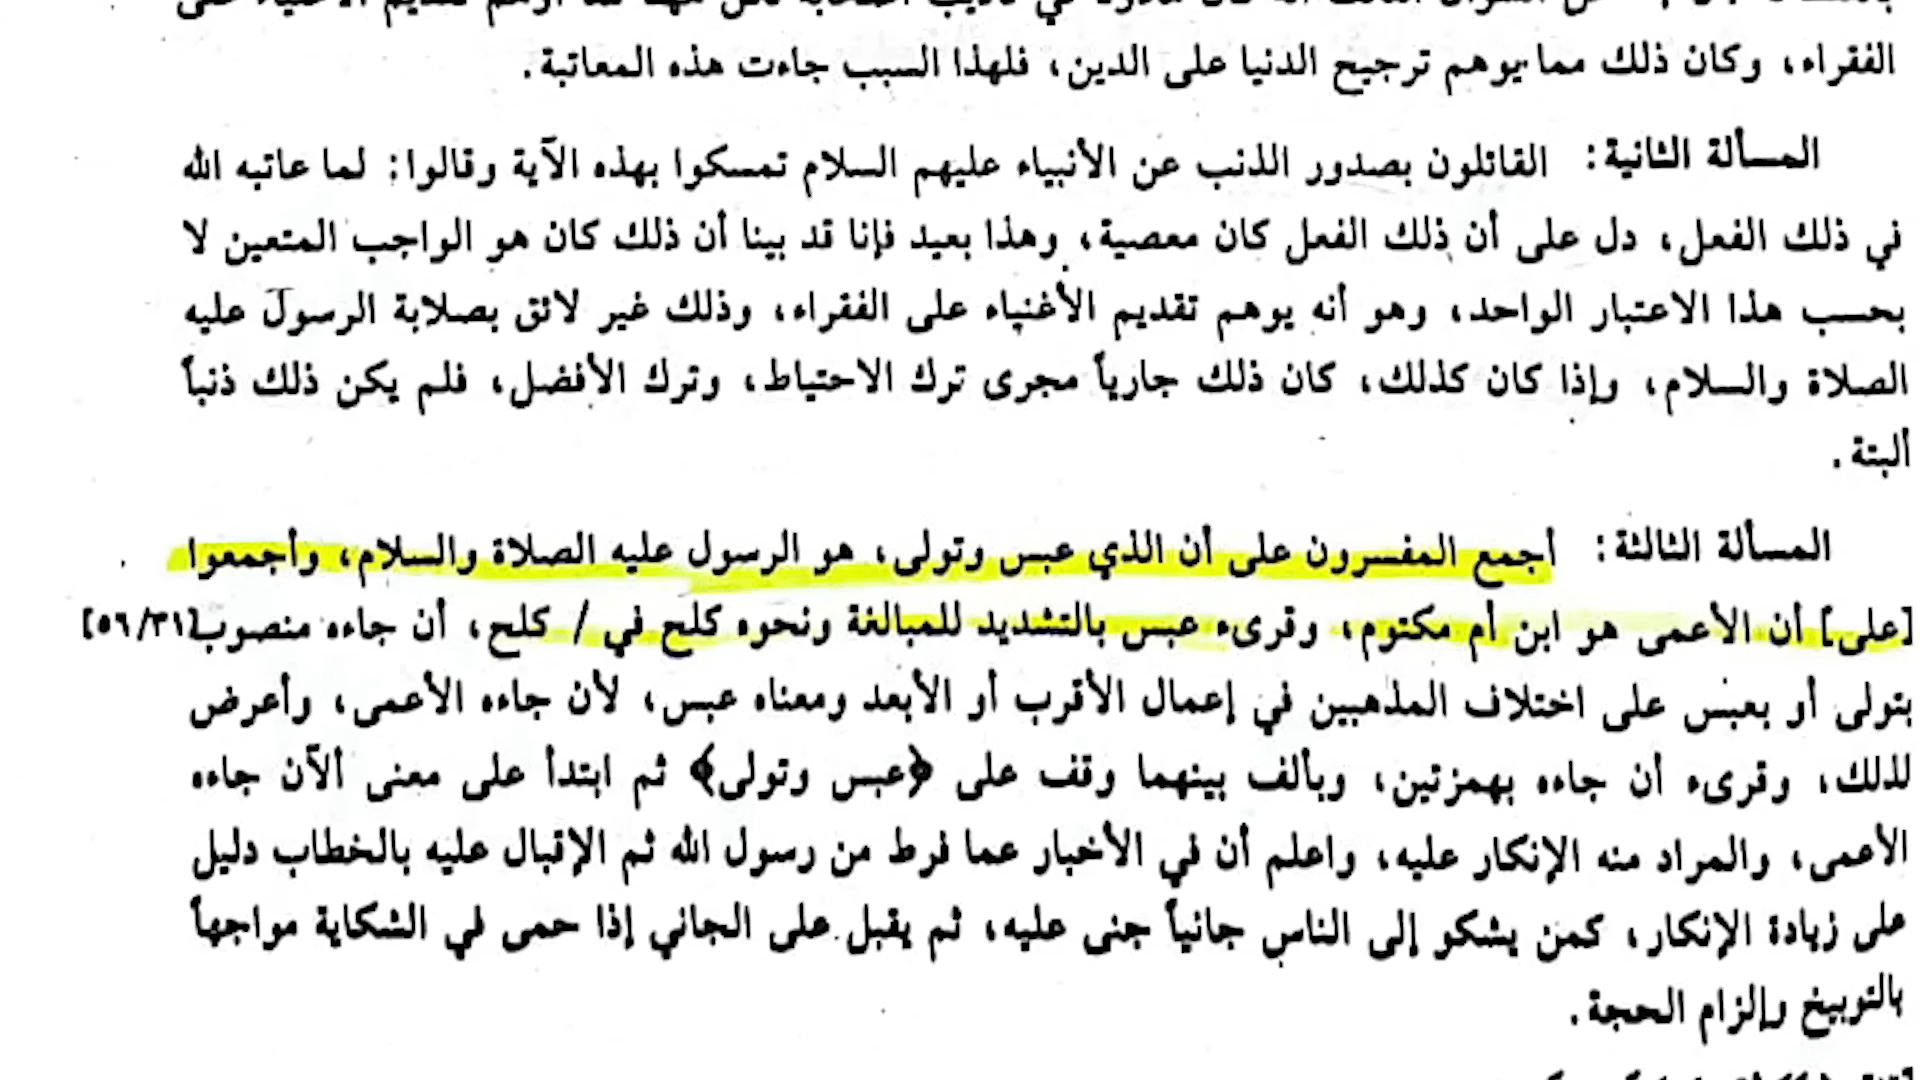 الفقراء، وكان ذلك مما يوهم ترجيح الدنيا على الدين، فلهذا السبب جاءت هذه المعاتبة.
المسألة الثانية: القائلون بصدور الذنب عن الأنبياء عليهم السلام تمسكوا بهذه الآية وقالوا: لما عاتبه الله
في ذلك الفعل، دل على أن ذلك الفعل كان معصية، وهذا بعيد فإنا قد بينا أن ذلك كان هو الواجب المتعين لا
بحسب هذا الاعتبار الواحد، وهو أنه يوهم تقديم الأغنياء على الفقراء، وذلك غير لائق بصلابة الرسول عليه
الصلاة والسلام، وإذا كان كذلك، كان ذلك جارياً مجرى ترك الاحتياط، وترك الأفضل، فلم يكن ذلك ذنباً
ألبتة.
المسألة الثالثة: أجمع المفسرون على أن الذي عبس وتولى، هو الرسول عليه الصلاة والسلام، وأجمعوا
[على] أن الأعمى هو ابن أم مكتوم، وقرىء عبس بالتشديد للمبالغة ونحوه كلح في / كلح، أن جاءه منصوب [٥٦/٣١]
بتولى أو بعبس على اختلاف المذهبين في إعمال الأقرب أو الأبعد ومعناه عبس، لأن جاءه الأعمى، وأعرض
لذلك، وقرىء أن جاءه بهمزتين، وبألف بينهما وقف على ﴿عبس وتولى﴾ ثم ابتدأ على معنى ألآن جاءه
الأعمى، والمراد منه الإنكار عليه، واعلم أن في الأخبار عما فرط من رسول الله ثم الإقبال عليه بالخطاب دليل
على زيادة الإنكار، كمن يشكو إلى الناس جانياً جنى عليه، ثم يقبل على الجاني إذا حمى في الشكاية مواجهاً
بالتوبيخ وإلزام الحجة.